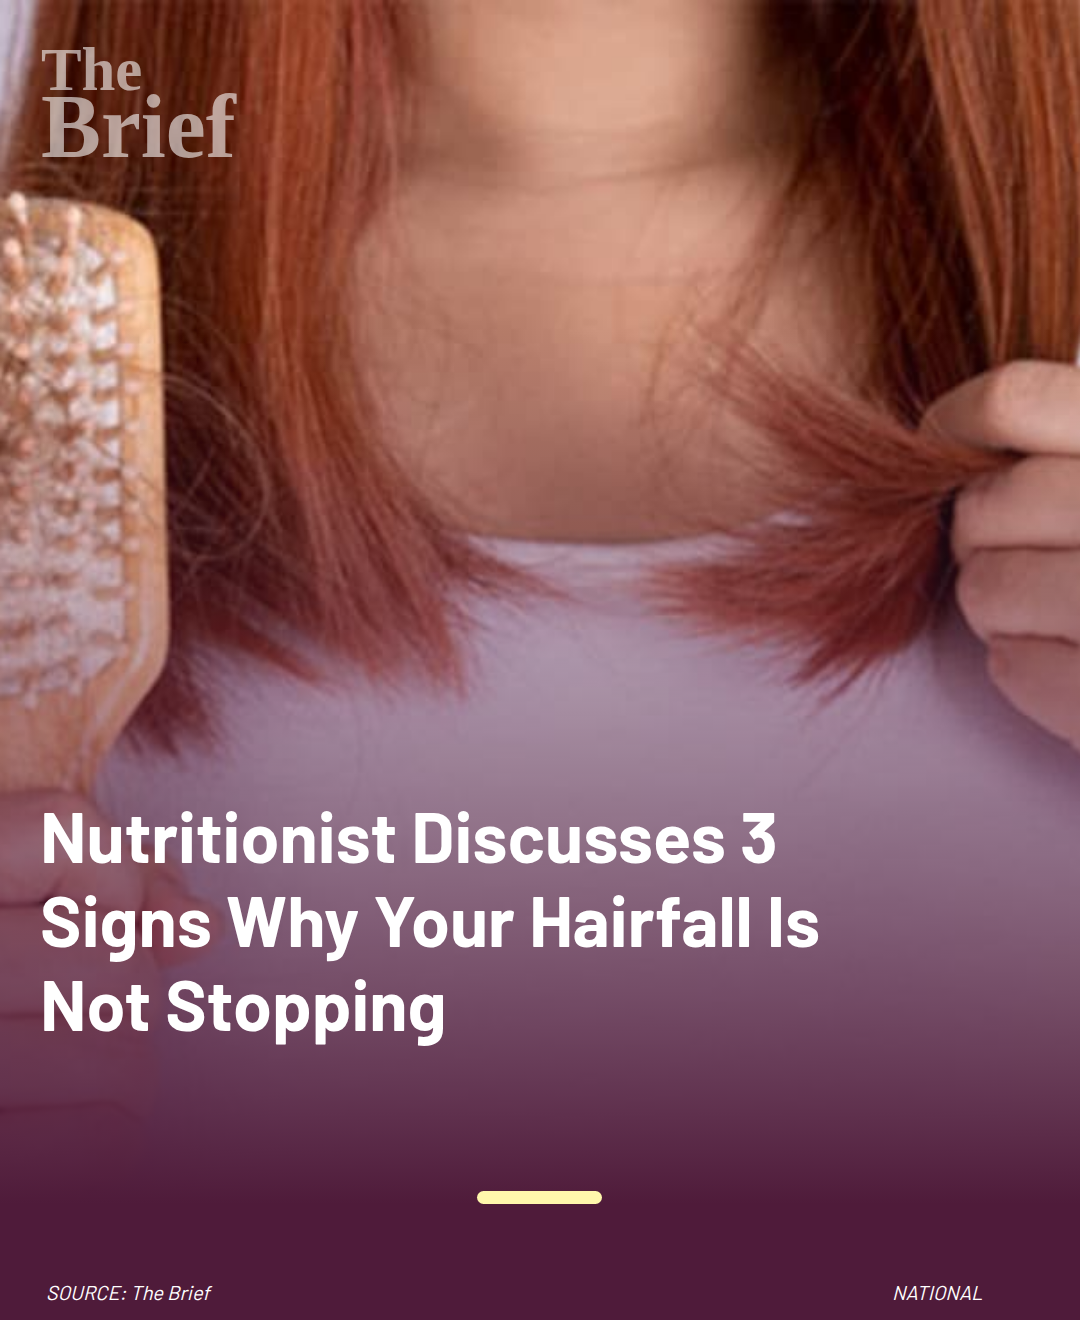 The
Brief
Nutritionist Discusses 3
Signs Why Your Hairfall Is
Not Stopping
SOURCE: The Brief
NATIONAL